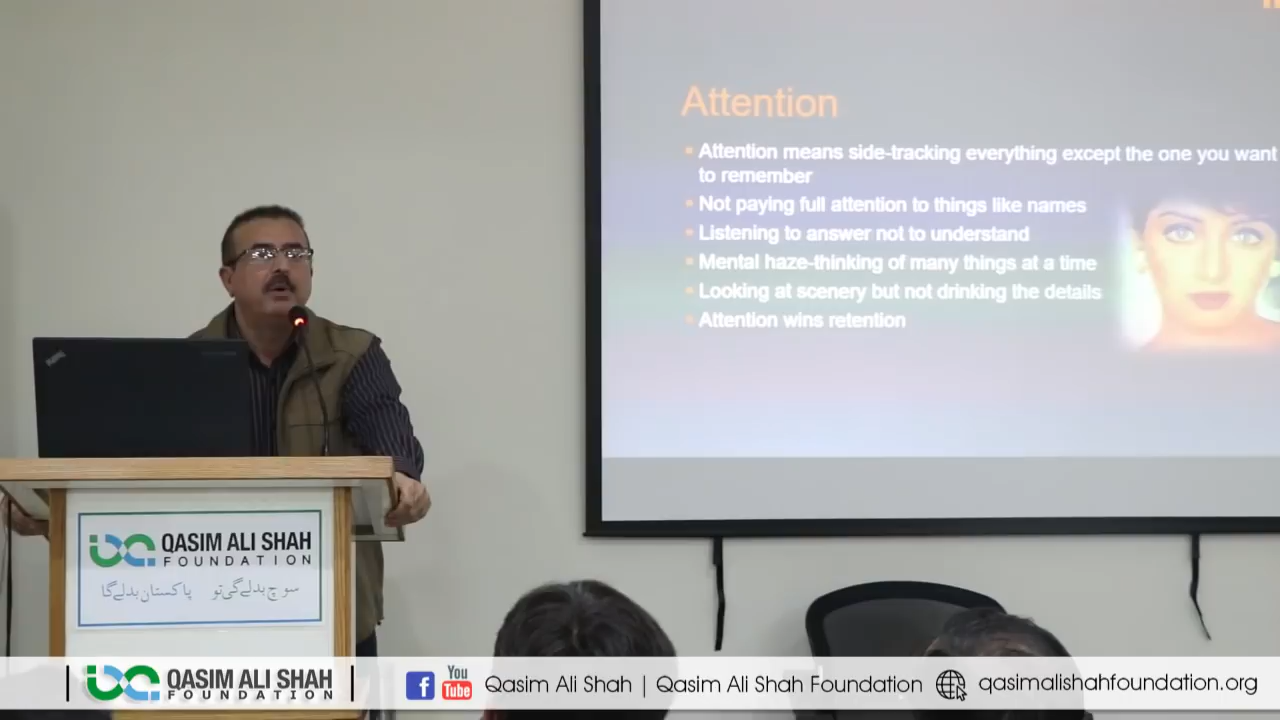 Attention
Attention means side-tracking everything except the one you want
to remember
Not paying full attention to things like names
Listening to answer not to understand
Mental haze-thinking of many things at a time
Looking at scenery but not drinking the details
Attention wins retention
ThinkPad
QASIM ALI SHAH
FOUNDATION
سوچ بدلے گی تو پاکستان بدلے گا
QASIM ALI SHAH
FOUNDATION
You
Tube
Qasim Ali Shah | Qasim Ali Shah Foundation
qasimalishahfoundation.org